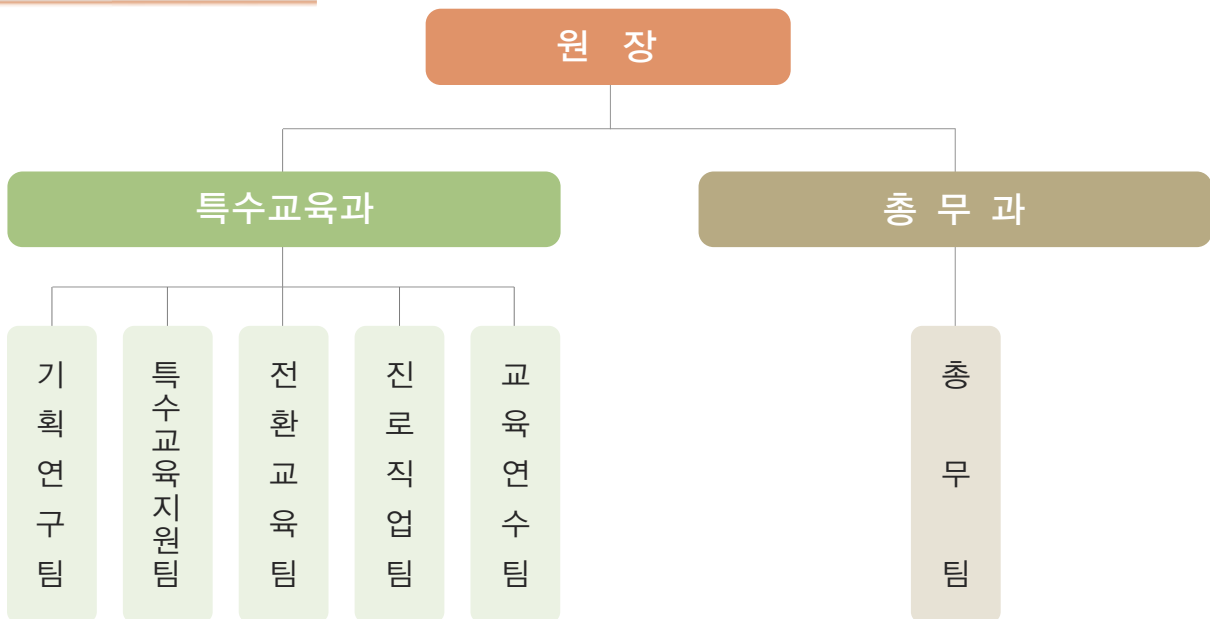 원 장
특수교육과
총 무 과
기획연구팀
특수교육지원팀
전환교육팀
진로직업팀
교육연수팀
총무팀